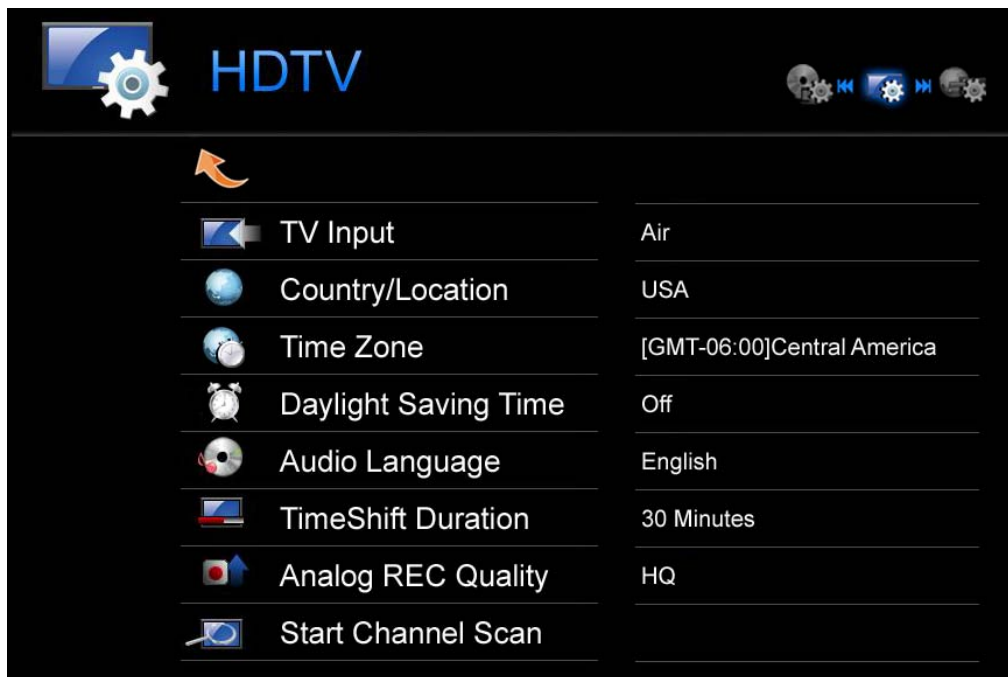 HDTV
TV Input Air
Country/Location USA
Time Zone [GMT-06:00]Central America
Daylight Saving Time Off
Audio Language English
TimeShift Duration 30 Minutes
Analog REC Quality HQ
Start Channel Scan